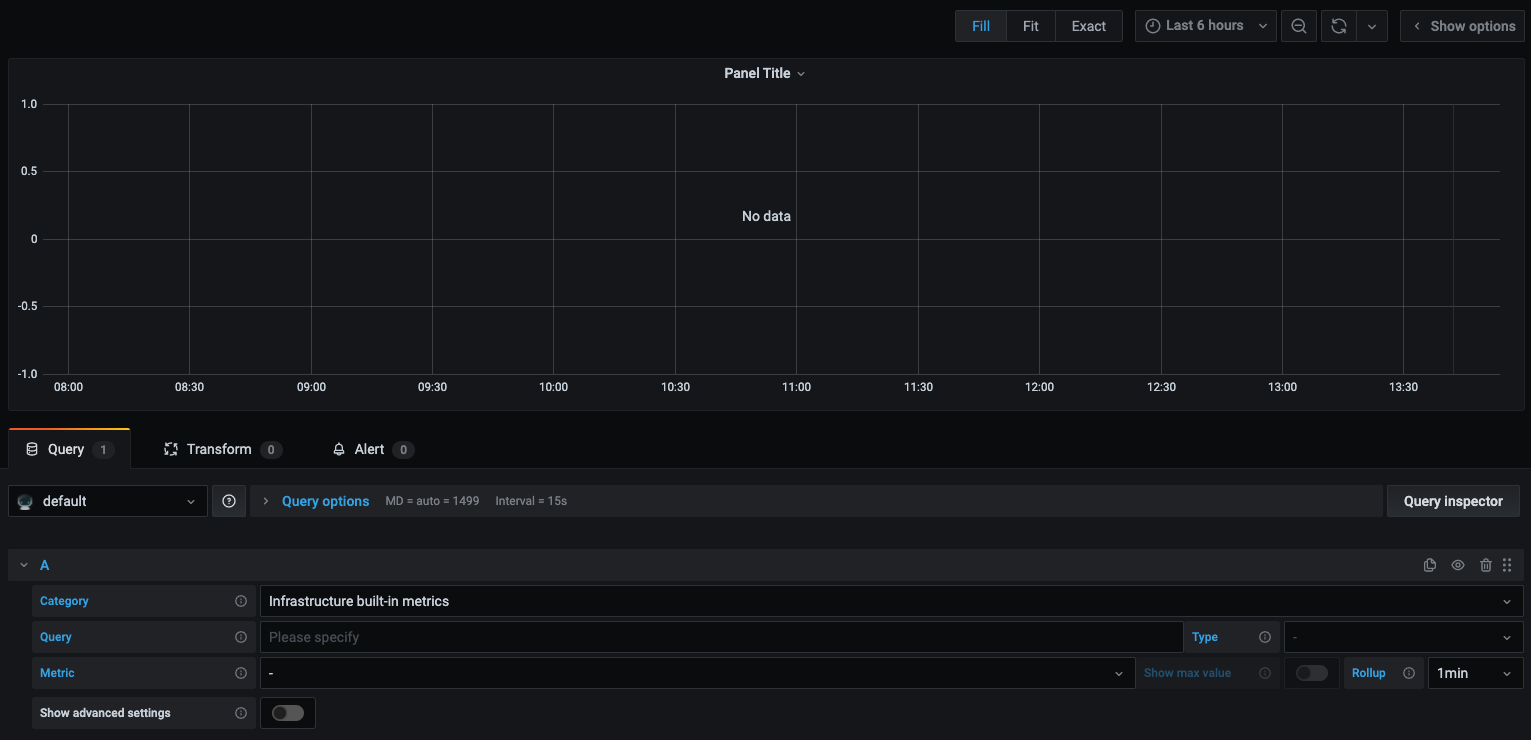 Fill Fit Exact Last 6 hours Show options
Panel Title
1.0
0.5
No data
0
-0.5
-1.0
08:00 08:30 09:00 09:30 10:00 10:30 11:00 11:30 12:00 12:30 13:00 13:30
Query 1 Transform 0 Alert 0
default Query options MD = auto = 1499 Interval = 15s Query inspector
A
Category Infrastructure built-in metrics
Query Please specify Type -
Metric - Show max value Rollup 1min
Show advanced settings